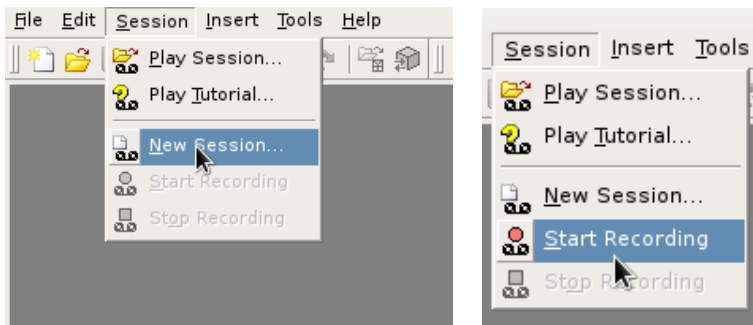 File Edit Session Insert Tools Help
Play Session...
Play Tutorial...
New Session...
Start Recording
Stop Recording
Session Insert Tools
Play Session...
Play Tutorial...
New Session...
Start Recording
Stop Recording